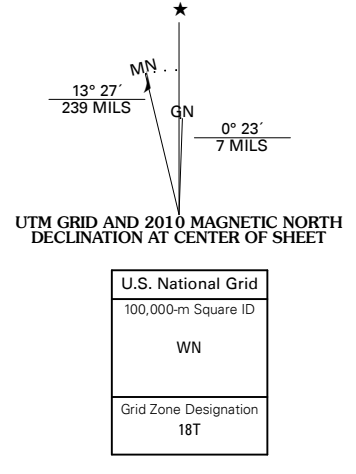 ★
MN
13° 27´
239 MILS
GN
0° 23´
7 MILS
UTM GRID AND 2010 MAGNETIC NORTH
DECLINATION AT CENTER OF SHEET
U.S. National Grid
100,000-m Square ID
WN
Grid Zone Designation
18T